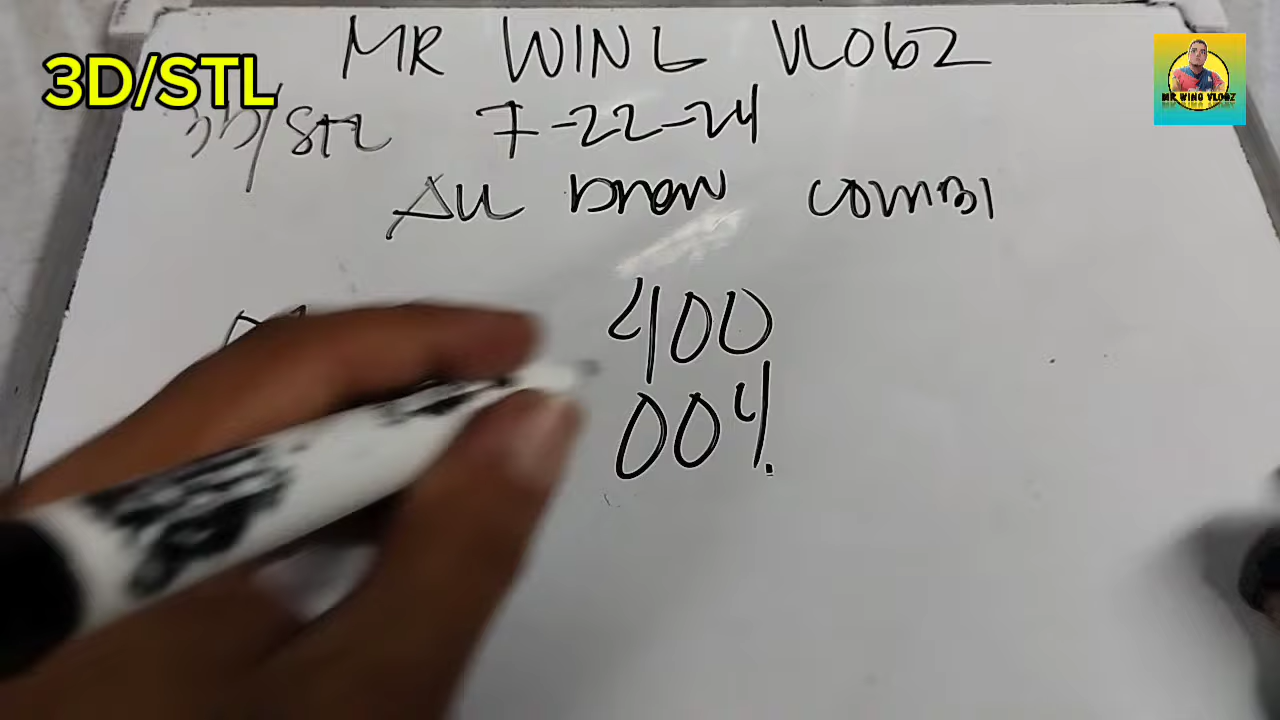 MR WING VLOGZ
3D/STL
MR WING VLOGZ
3D/STL 7-22-24
ALL DRAW COMBI
400
004